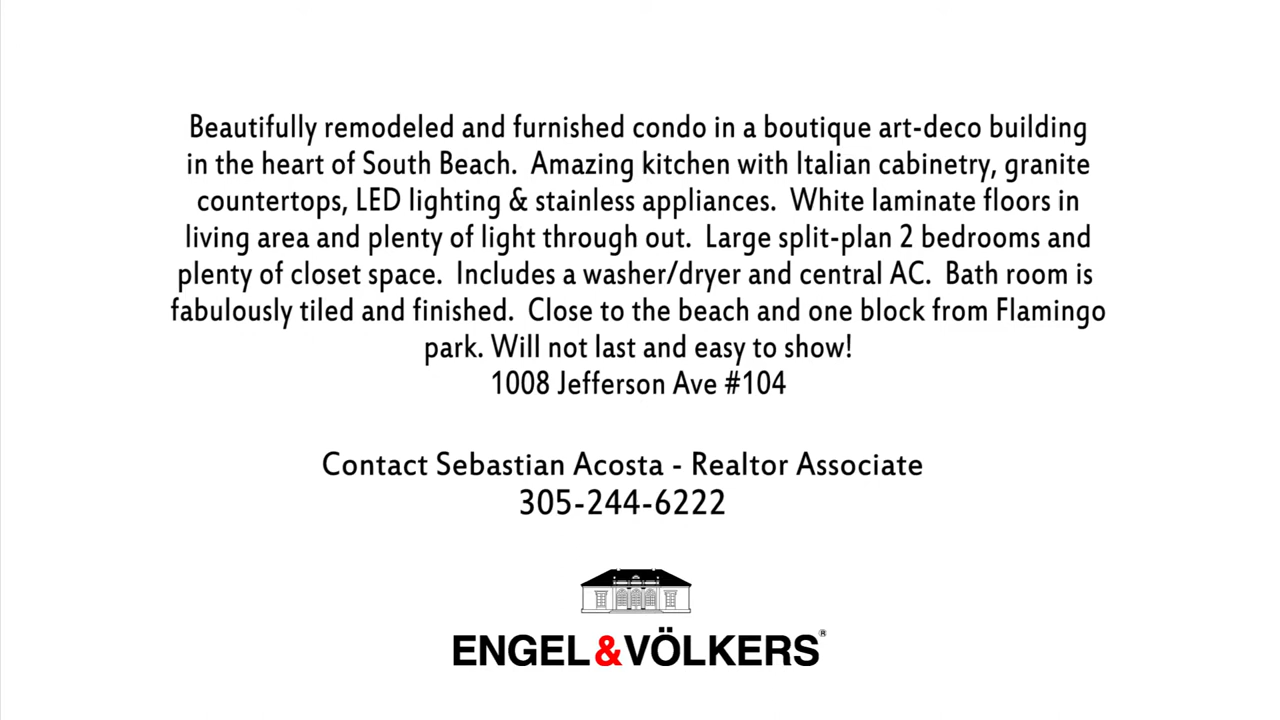 Beautifully remodeled and furnished condo in a boutique art-deco building
in the heart of South Beach.  Amazing kitchen with Italian cabinetry, granite
countertops, LED lighting & stainless appliances.  White laminate floors in
living area and plenty of light through out.  Large split-plan 2 bedrooms and
plenty of closet space.  Includes a washer/dryer and central AC.  Bath room is
fabulously tiled and finished.  Close to the beach and one block from Flamingo
park. Will not last and easy to show!
1008 Jefferson Ave #104
Contact Sebastian Acosta - Realtor Associate
305-244-6222
ENGEL&VÖLKERS®